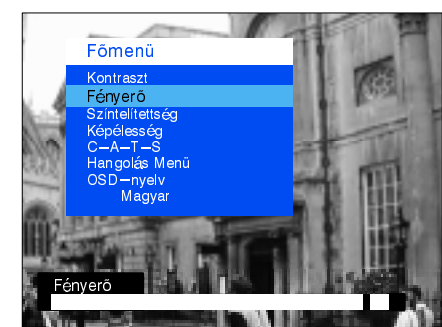 Főmenü
Kontraszt
Fényerő
Színtelítettség
Képélesség
C–A–T–S
Hangolás Menü
OSD–nyelv
Magyar
Fényerő